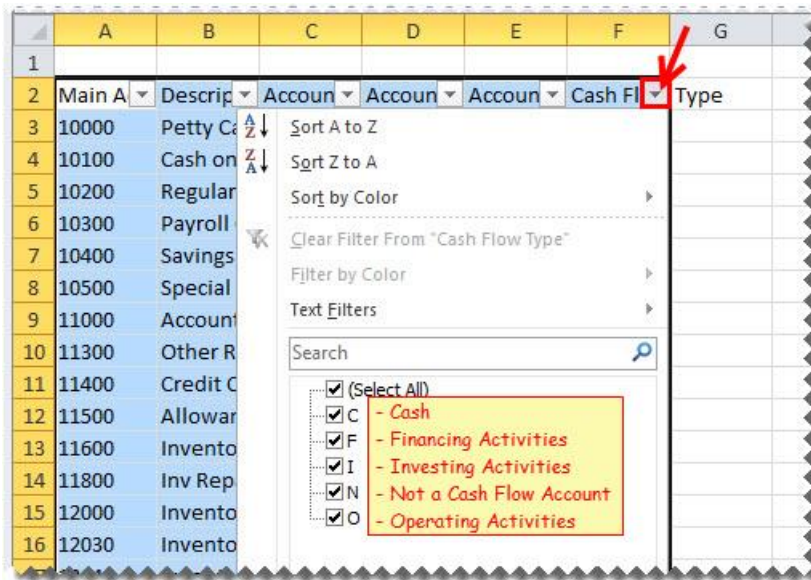 A B C D E F G
1
2 Main A Descrip Accoun Accoun Accoun Cash Fl Type
3 10000 Petty Ca Sort A to Z
4 10100 Cash on Sort Z to A
5 10200 Regular Sort by Color
6 10300 Payroll Clear Filter From "Cash Flow Type"
7 10400 Savings
8 10500 Special Filter by Color
9 11000 Account Text Filters
10 11300 Other R Search
11 11400 Credit C (Select All)
12 11500 Allowar C - Cash
13 11600 Invento F - Financing Activities
14 11800 Inv Rep I - Investing Activities
15 12000 Invento N - Not a Cash Flow Account
16 12030 Invento O - Operating Activities